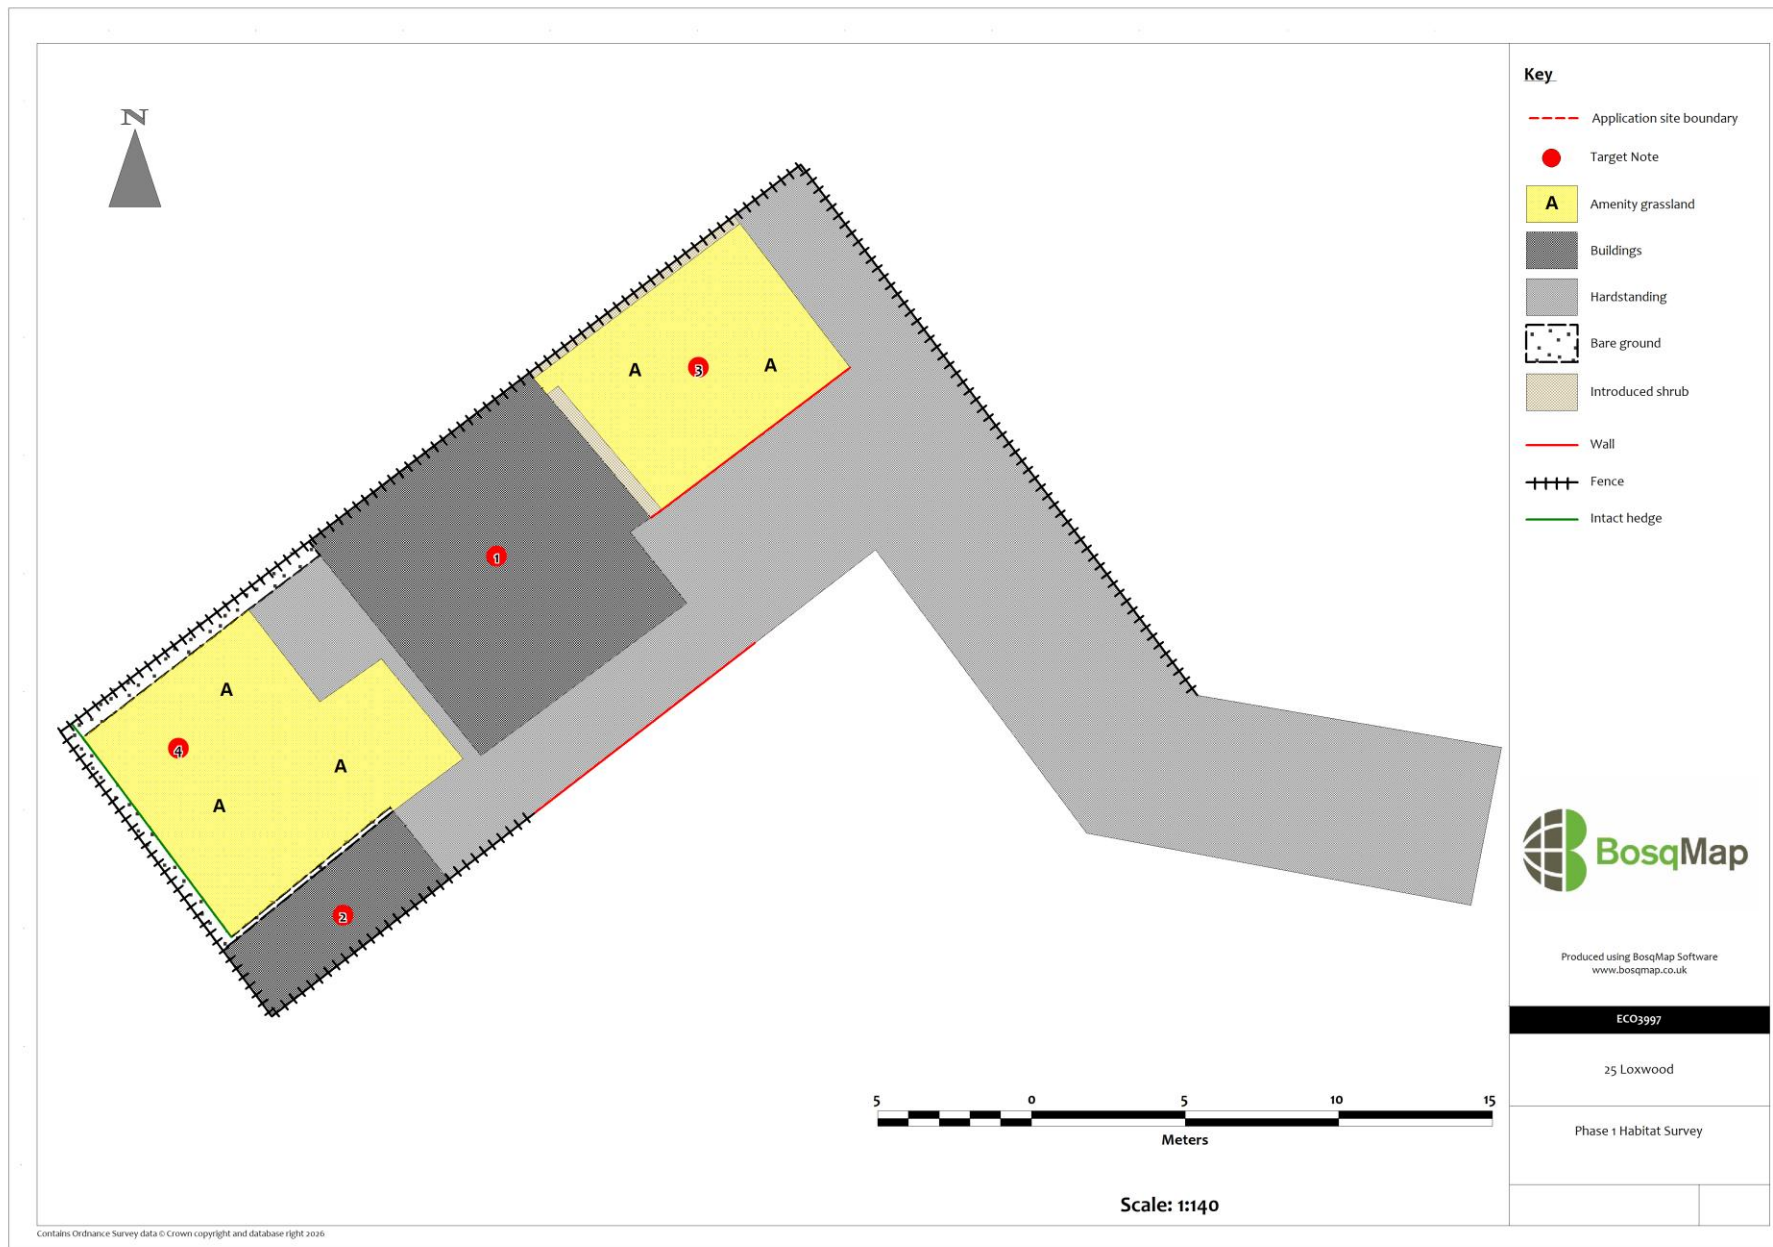 N
A
3
A
1
A
4
A
A
2
5 0 5 10 15
Meters
Scale: 1:140
Contains Ordnance Survey data © Crown copyright and database right 2026
Key
Application site boundary
Target Note
A Amenity grassland
Buildings
Hardstanding
Bare ground
Introduced shrub
Wall
Fence
Intact hedge
BosqMap
Produced using BosqMap Software
www.bosqmap.co.uk
ECO3997
25 Loxwood
Phase 1 Habitat Survey